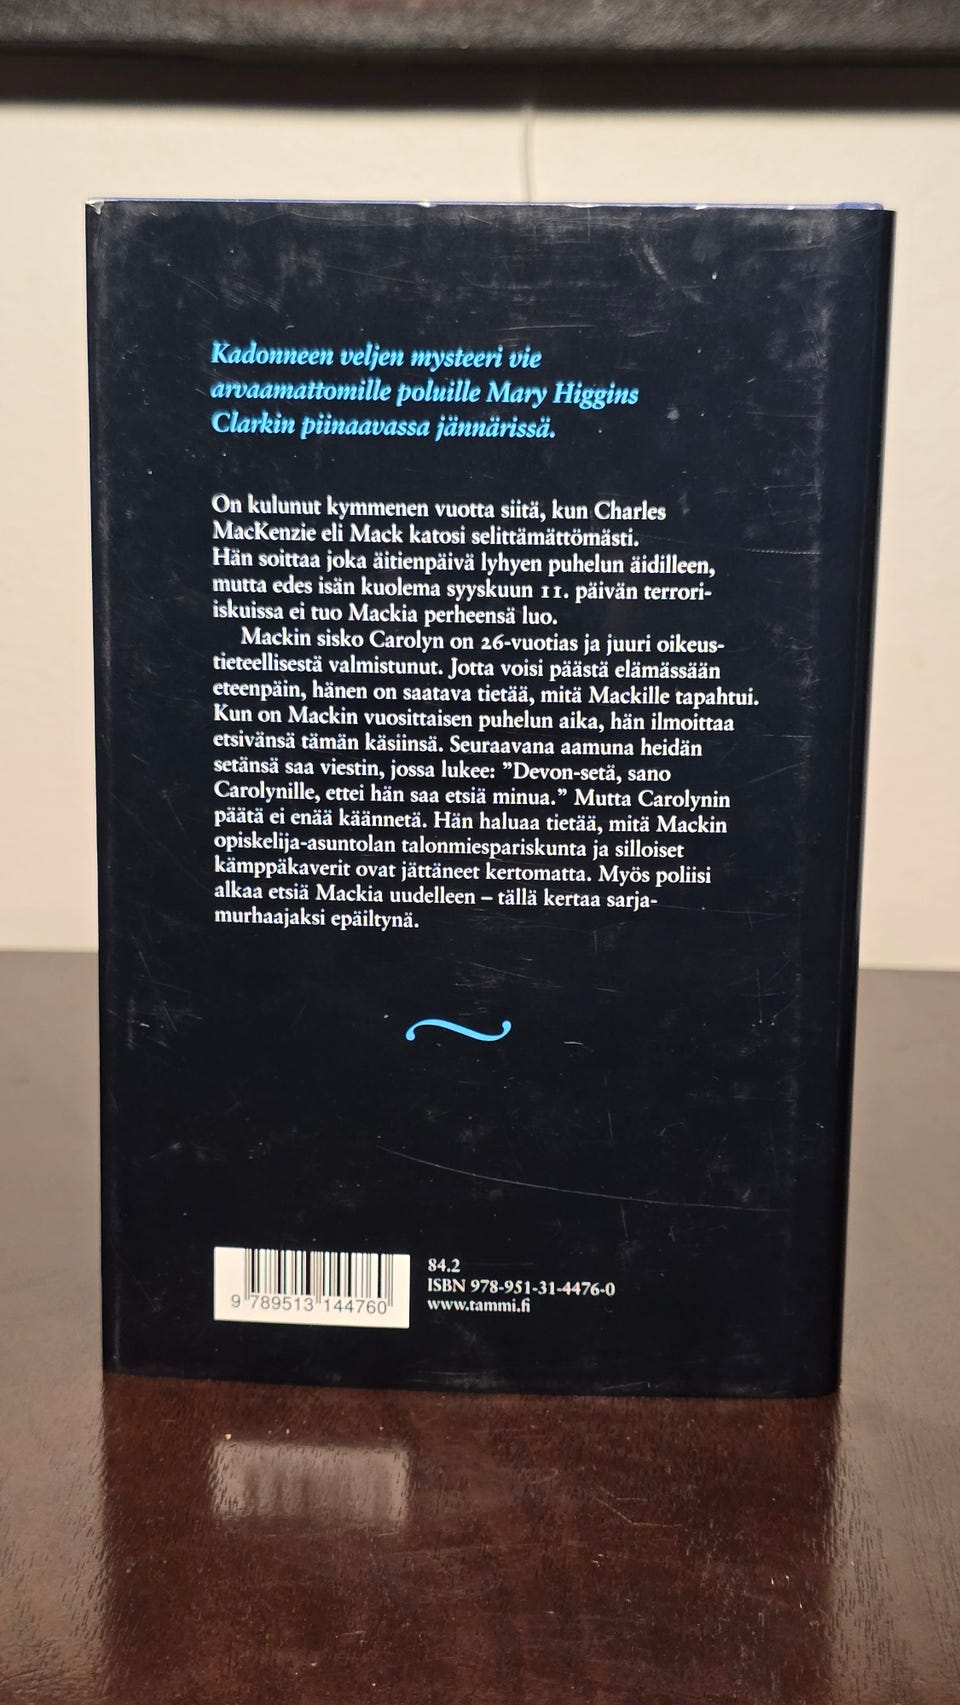 Kadonneen veljen mysteeri vie
arvaamattomille poluille Mary Higgins
Clarkin piinaavassa jännärissä.
On kulunut kymmenen vuotta siitä, kun Charles
MacKenzie eli Mack katosi selittämättömästi.
Hän soittaa joka äitienpäivä lyhyen puhelun äidilleen,
mutta edes isän kuolema syyskuun 11. päivän terrori-
iskuissa ei tuo Mackia perheensä luo.
Mackin sisko Carolyn on 26-vuotias ja juuri oikeus-
tieteellisestä valmistunut. Jotta voisi päästä elämässään
eteenpäin, hänen on saatava tietää, mitä Mackille tapahtui.
Kun on Mackin vuosittaisen puhelun aika, hän ilmoittaa
etsivänsä tämän käsiinsä. Seuraavana aamuna heidän
setänsä saa viestin, jossa lukee: ”Devon-setä, sano
Carolynille, ettei hän saa etsiä minua.” Mutta Carolynin
päätä ei enää käännetä. Hän haluaa tietää, mitä Mackin
opiskelija-asuntolan talonmiespariskunta ja silloiset
kämppäkaverit ovat jättäneet kertomatta. Myös poliisi
alkaa etsiä Mackia uudelleen – tällä kertaa sarja-
murhaajaksi epäiltynä.
84.2
ISBN 978-951-31-4476-0
www.tammi.fi
9 789513 144760